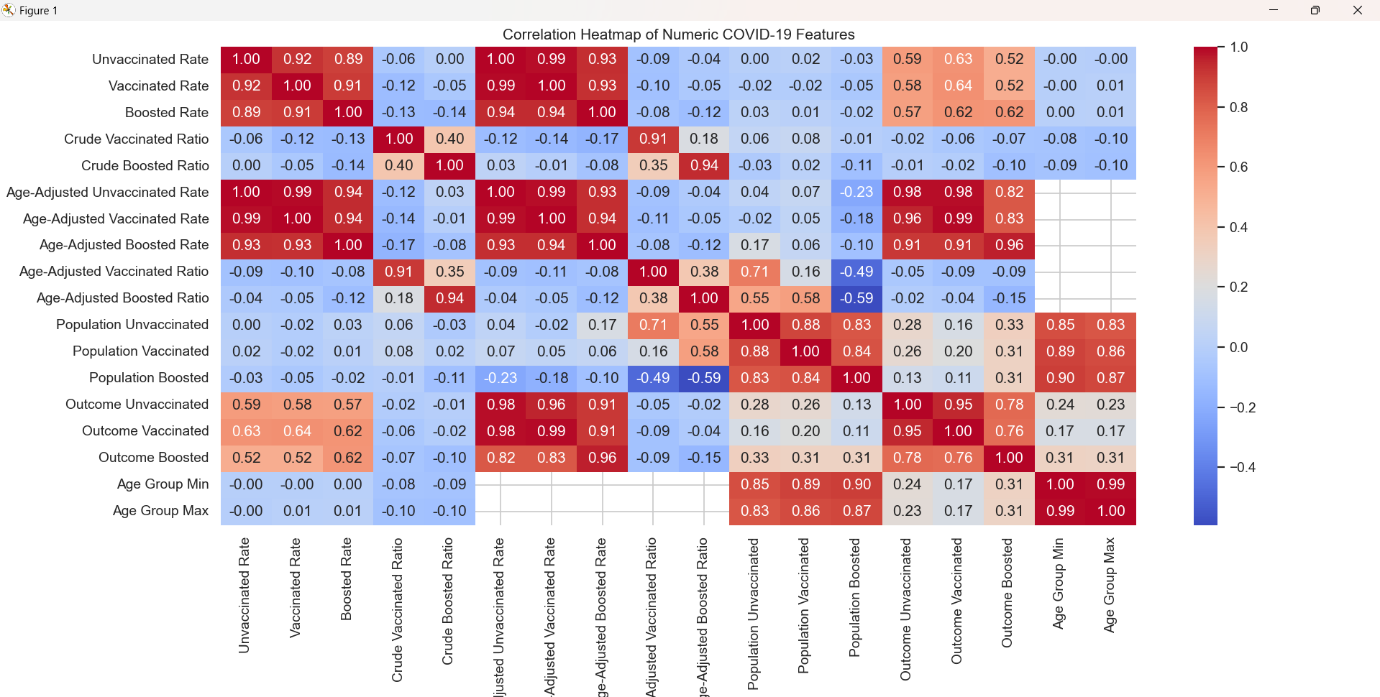 Figure 1
Correlation Heatmap of Numeric COVID-19 Features
Unvaccinated Rate 1.00 0.92 0.89 -0.06 0.00 1.00 0.99 0.93 -0.09 -0.04 0.00 0.02 -0.03 0.59 0.63 0.52 -0.00 -0.00
Vaccinated Rate 0.92 1.00 0.91 -0.12 -0.05 0.99 1.00 0.93 -0.10 -0.05 -0.02 -0.02 -0.05 0.58 0.64 0.52 -0.00 0.01
Boosted Rate 0.89 0.91 1.00 -0.13 -0.14 0.94 0.94 1.00 -0.08 -0.12 0.03 0.01 -0.02 0.57 0.62 0.62 0.00 0.01
Crude Vaccinated Ratio -0.06 -0.12 -0.13 1.00 0.40 -0.12 -0.14 -0.17 0.91 0.18 0.06 0.08 -0.01 -0.02 -0.06 -0.07 -0.08 -0.10
Crude Boosted Ratio 0.00 -0.05 -0.14 0.40 1.00 0.03 -0.01 -0.08 0.35 0.94 -0.03 0.02 -0.11 -0.01 -0.02 -0.10 -0.09 -0.10
Age-Adjusted Unvaccinated Rate 1.00 0.99 0.94 -0.12 0.03 1.00 0.99 0.93 -0.09 -0.04 0.04 0.07 -0.23 0.98 0.98 0.82
Age-Adjusted Vaccinated Rate 0.99 1.00 0.94 -0.14 -0.01 0.99 1.00 0.94 -0.11 -0.05 -0.02 0.05 -0.18 0.96 0.99 0.83
Age-Adjusted Boosted Rate 0.93 0.93 1.00 -0.17 -0.08 0.93 0.94 1.00 -0.08 -0.12 0.17 0.06 -0.10 0.91 0.91 0.96
Age-Adjusted Vaccinated Ratio -0.09 -0.10 -0.08 0.91 0.35 -0.09 -0.11 -0.08 1.00 0.38 0.71 0.16 -0.49 -0.05 -0.09 -0.09
Age-Adjusted Boosted Ratio -0.04 -0.05 -0.12 0.18 0.94 -0.04 -0.05 -0.12 0.38 1.00 0.55 0.58 -0.59 -0.02 -0.04 -0.15
Population Unvaccinated 0.00 -0.02 0.03 0.06 -0.03 0.04 -0.02 0.17 0.71 0.55 1.00 0.88 0.83 0.28 0.16 0.33 0.85 0.83
Population Vaccinated 0.02 -0.02 0.01 0.08 0.02 0.07 0.05 0.06 0.16 0.58 0.88 1.00 0.84 0.26 0.20 0.31 0.89 0.86
Population Boosted -0.03 -0.05 -0.02 -0.01 -0.11 -0.23 -0.18 -0.10 -0.49 -0.59 0.83 0.84 1.00 0.13 0.11 0.31 0.90 0.87
Outcome Unvaccinated 0.59 0.58 0.57 -0.02 -0.01 0.98 0.96 0.91 -0.05 -0.02 0.28 0.26 0.13 1.00 0.95 0.78 0.24 0.23
Outcome Vaccinated 0.63 0.64 0.62 -0.06 -0.02 0.98 0.99 0.91 -0.09 -0.04 0.16 0.20 0.11 0.95 1.00 0.76 0.17 0.17
Outcome Boosted 0.52 0.52 0.62 -0.07 -0.10 0.82 0.83 0.96 -0.09 -0.15 0.33 0.31 0.31 0.78 0.76 1.00 0.31 0.31
Age Group Min -0.00 -0.00 0.00 -0.08 -0.09 0.85 0.89 0.90 0.24 0.17 0.31 1.00 0.99
Age Group Max -0.00 0.01 0.01 -0.10 -0.10 0.83 0.86 0.87 0.23 0.17 0.31 0.99 1.00
Unvaccinated Rate
Vaccinated Rate
Boosted Rate
Crude Vaccinated Ratio
Crude Boosted Ratio
djusted Unvaccinated Rate
-Adjusted Vaccinated Rate
ge-Adjusted Boosted Rate
Adjusted Vaccinated Ratio
ge-Adjusted Boosted Ratio
Population Unvaccinated
Population Vaccinated
Population Boosted
Outcome Unvaccinated
Outcome Vaccinated
Outcome Boosted
Age Group Min
Age Group Max
1.0
0.8
0.6
0.4
0.2
0.0
−0.2
−0.4